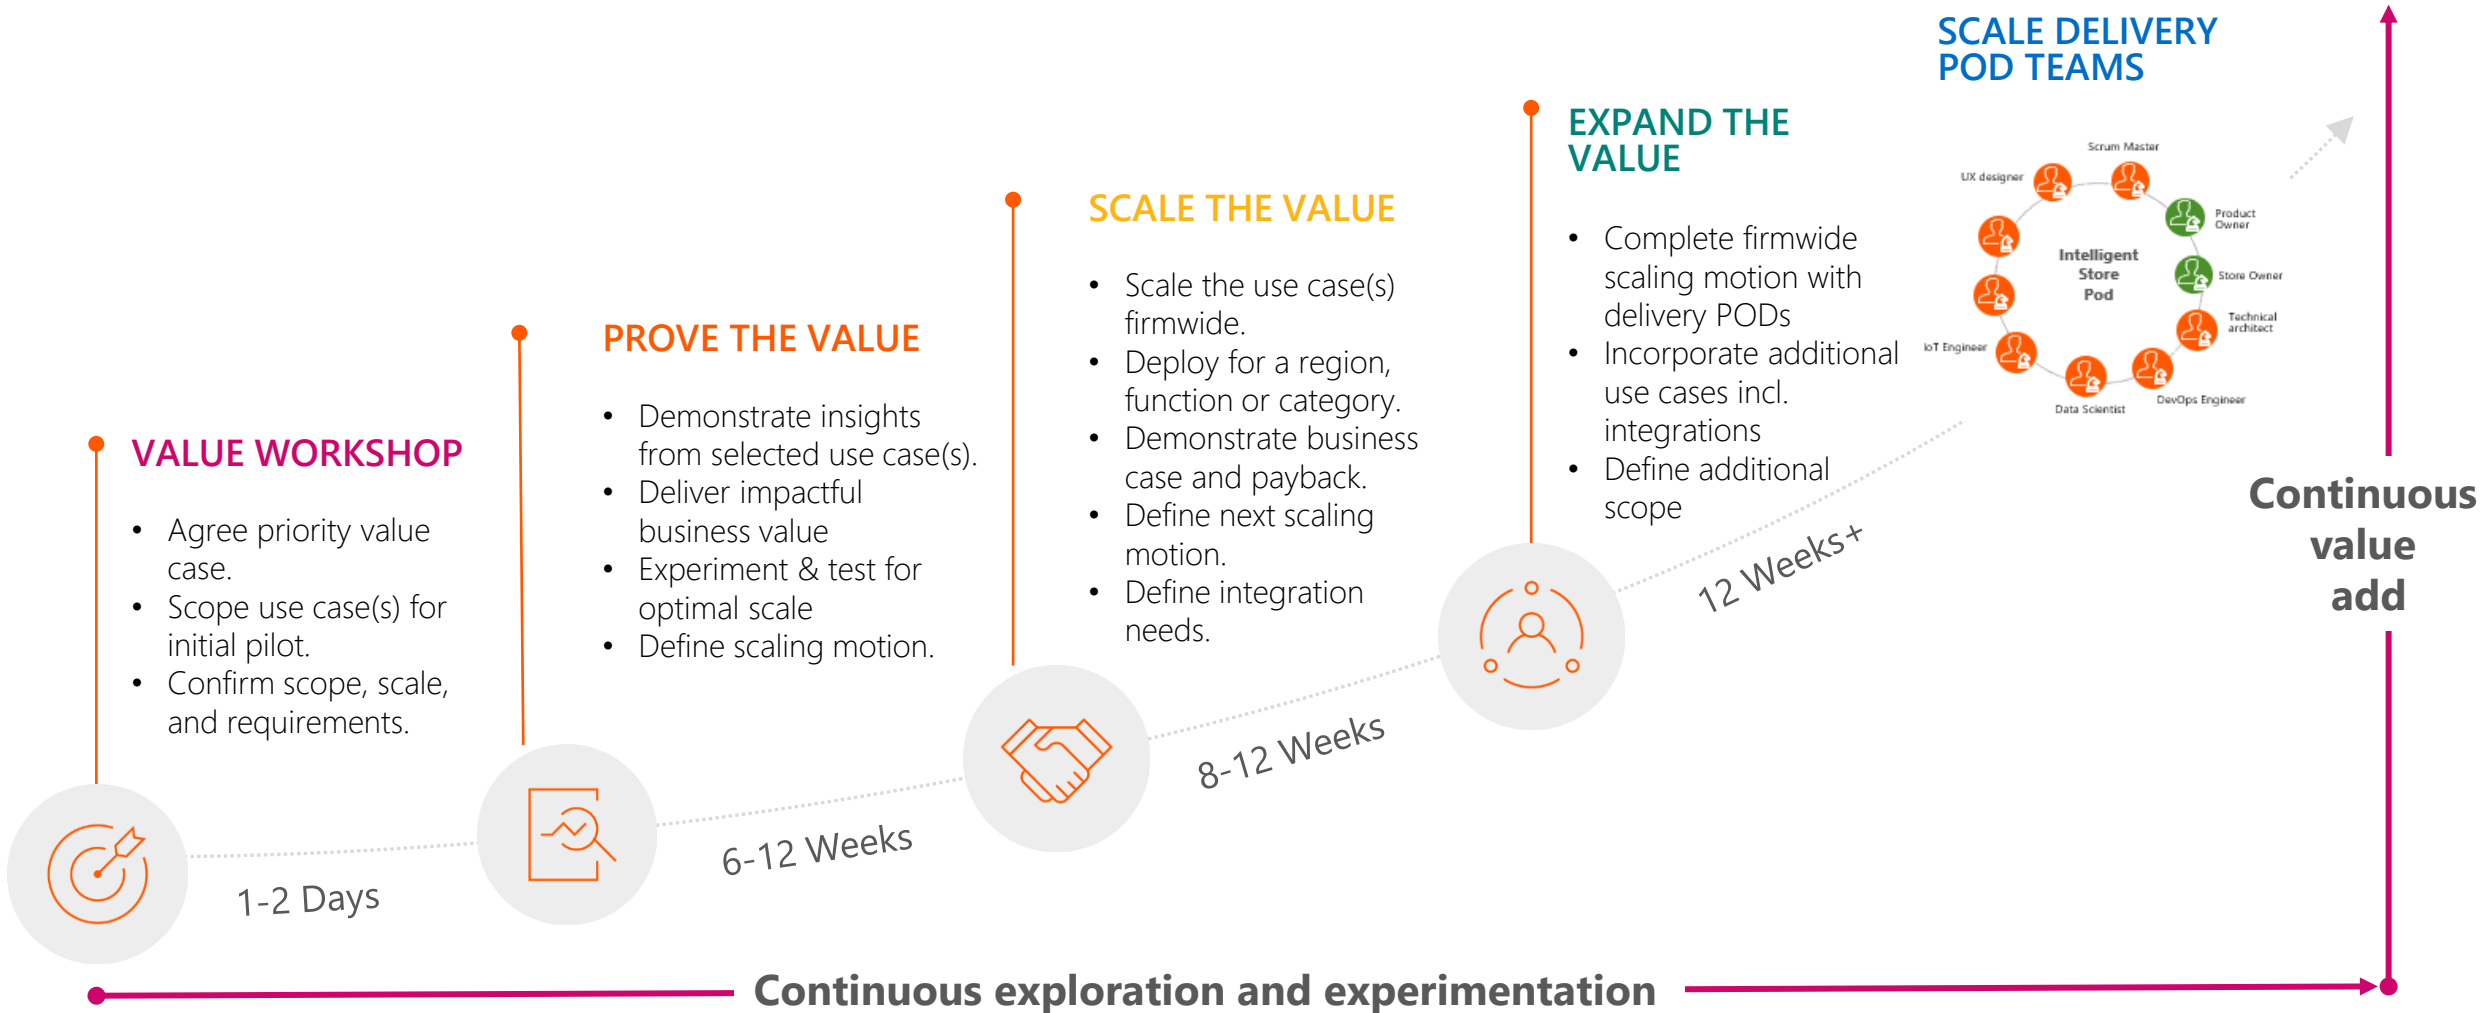 VALUE WORKSHOP
• Agree priority value
case.
• Scope use case(s) for
initial pilot.
• Confirm scope, scale,
and requirements.
1-2 Days
PROVE THE VALUE
• Demonstrate insights
from selected use case(s).
• Deliver impactful
business value
• Experiment & test for
optimal scale
• Define scaling motion.
6-12 Weeks
SCALE THE VALUE
• Scale the use case(s)
firmwide.
• Deploy for a region,
function or category.
• Demonstrate business
case and payback.
• Define next scaling
motion.
• Define integration
needs.
8-12 Weeks
EXPAND THE
VALUE
• Complete firmwide
scaling motion with
delivery PODs
• Incorporate additional
use cases incl.
integrations
• Define additional
scope
12 Weeks+
SCALE DELIVERY
POD TEAMS
Scrum Master
UX designer
Product
Owner
Intelligent
Store
Pod
Store Owner
Technical
architect
IoT Engineer
DevOps Engineer
Data Scientist
Continuous
value
add
Continuous exploration and experimentation